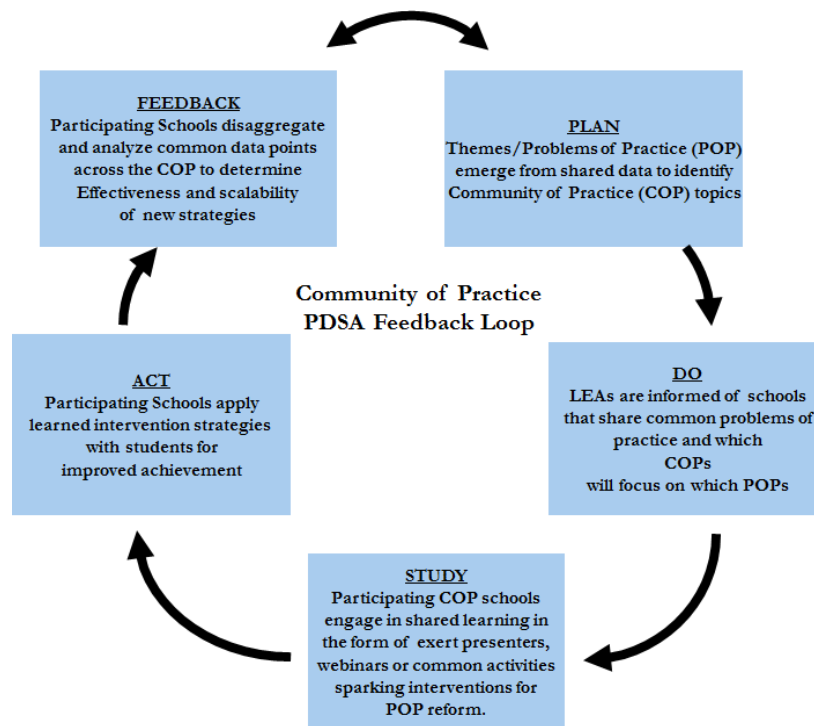 FEEDBACK
Participating Schools disaggregate
and analyze common data points
across the COP to determine
Effectiveness and scalability
of new strategies
PLAN
Themes/Problems of Practice (POP)
emerge from shared data to identify
Community of Practice (COP) topics
Community of Practice
PDSA Feedback Loop
ACT
Participating Schools apply
learned intervention strategies
with students for
improved achievement
DO
LEAs are informed of schools
that share common problems of
practice and which
COPs
will focus on which POPs
STUDY
Participating COP schools
engage in shared learning in
the form of exert presenters,
webinars or common activities
sparking interventions for
POP reform.